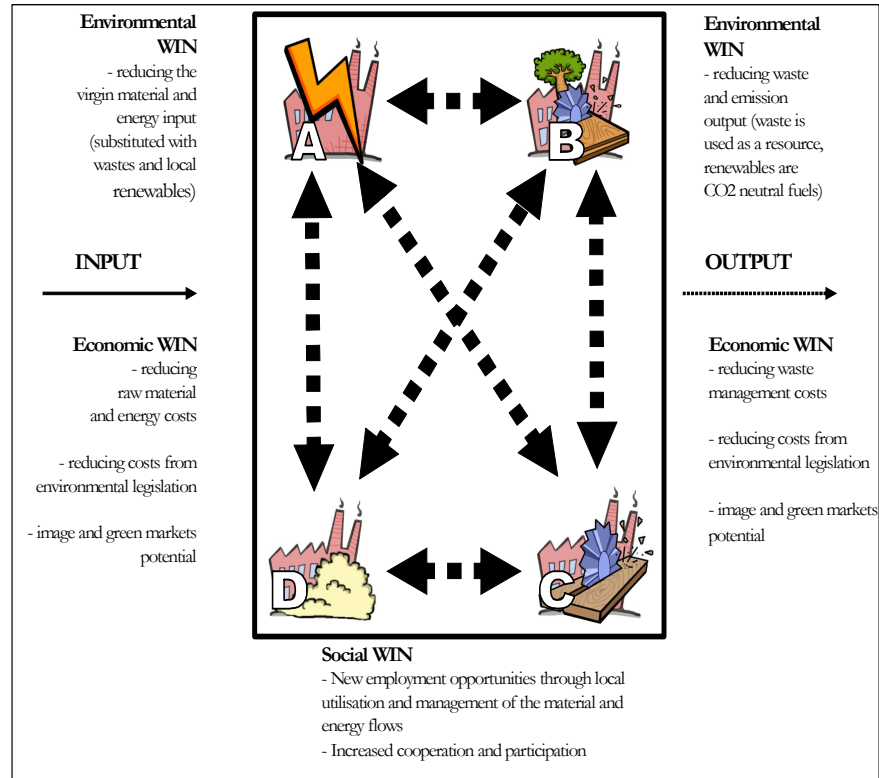 Environmental
WIN
- reducing the
virgin material and
energy input
(substituted with
wastes and local
renewables)
INPUT
Economic WIN
- reducing
raw material
and energy costs
- reducing costs from
environmental legislation
- image and green markets
potential
A
B
D
C
Environmental
WIN
- reducing waste
and emission
output (waste is
used as a resource,
renewables are
CO2 neutral fuels)
OUTPUT
Economic WIN
- reducing waste
management costs
- reducing costs from
environmental legislation
- image and green markets
potential
Social WIN
- New employment opportunities through local
utilisation and management of the material and
energy flows
- Increased cooperation and participation